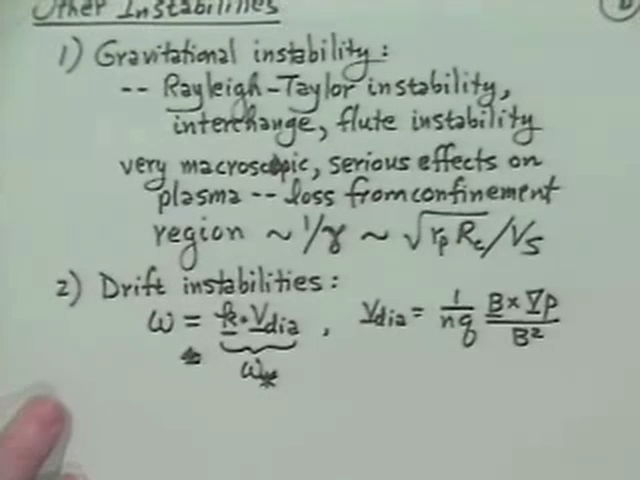 Other Instabilities
1) Gravitational instability:
-- Rayleigh-Taylor instability,
interchange, flute instability
very macroscopic, serious effects on
plasma -- loss from confinement
region ~ 1/γ ~ √(r_p R_c)/V_s
2) Drift instabilities:
ω = k·V_dia , V_dia = 1/nq B×∇p/B²
ω_*